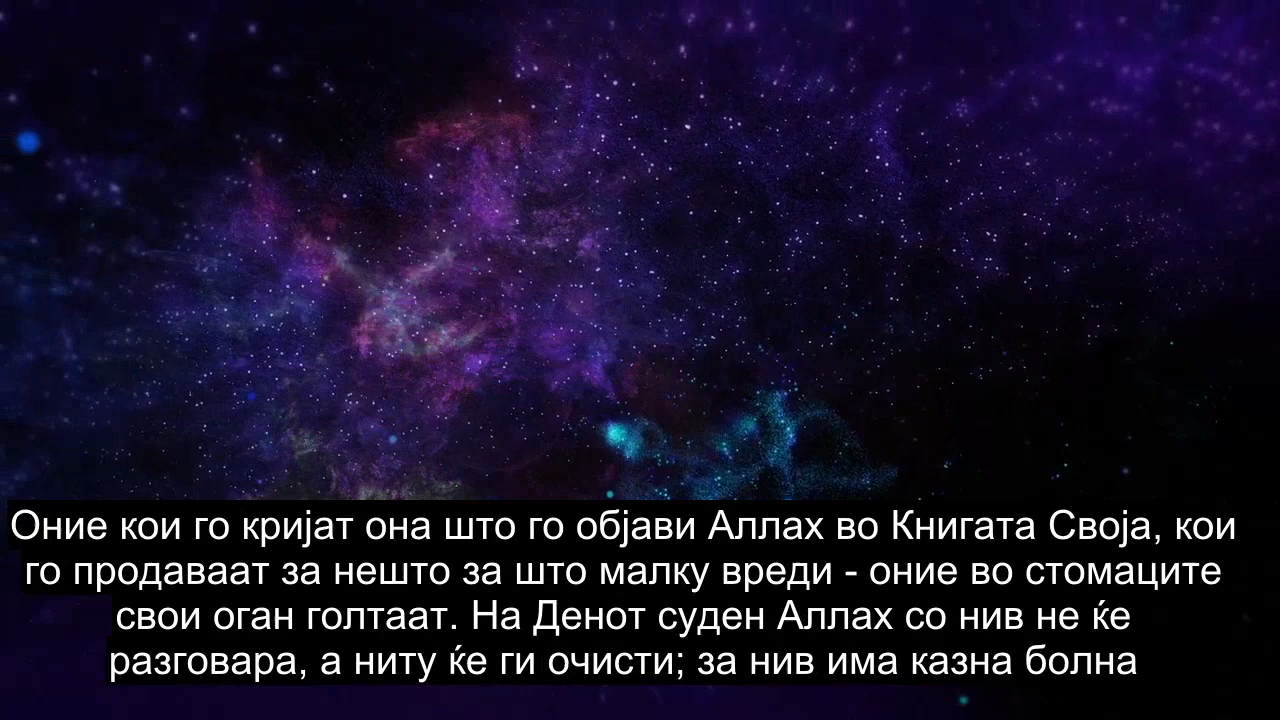 Оние кои го кријат она што го објави Аллах во Книгата Своја, кои
го продаваат за нешто за што малку вреди - оние во стомаците
свои оган голтаат. На Денот суден Аллах со нив не ќе
разговара, а ниту ќе ги очисти; за нив има казна болна